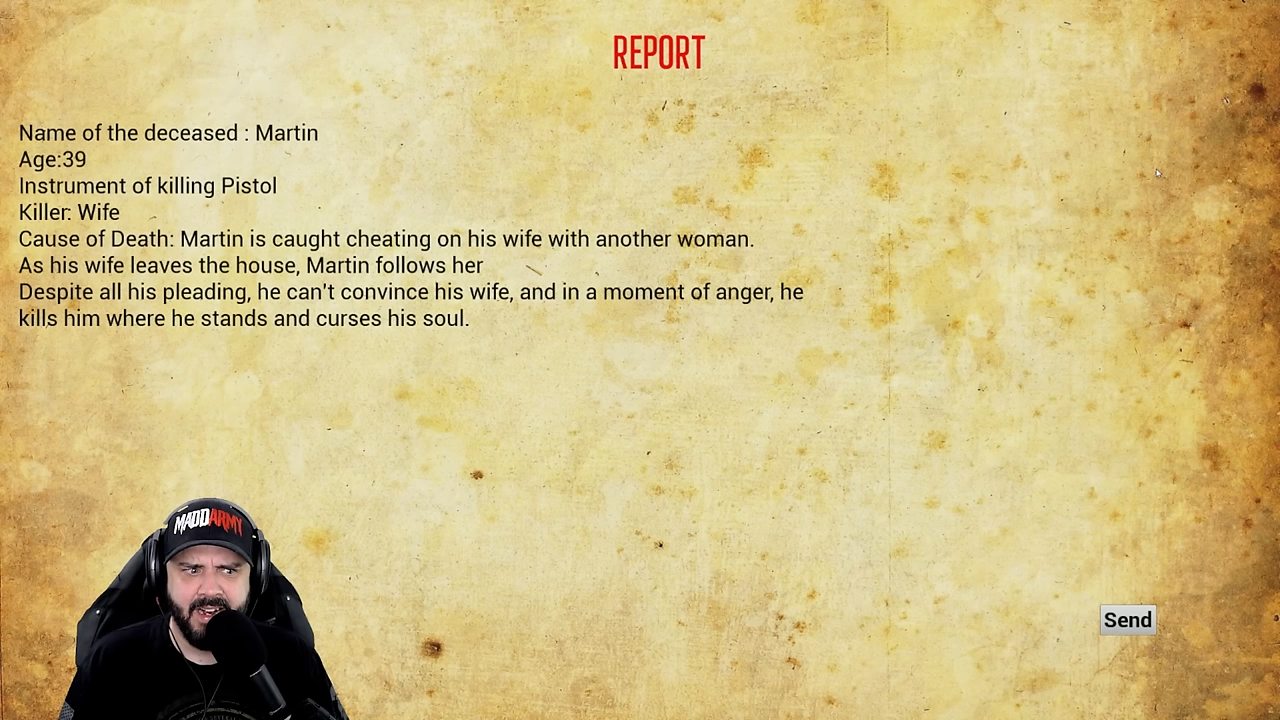 REPORT
Name of the deceased : Martin
Age:39
Instrument of killing Pistol
Killer: Wife
Cause of Death: Martin is caught cheating on his wife with another woman.
As his wife leaves the house, Martin follows her
Despite all his pleading, he can't convince his wife, and in a moment of anger, he
kills him where he stands and curses his soul.
MADDARMY
Send